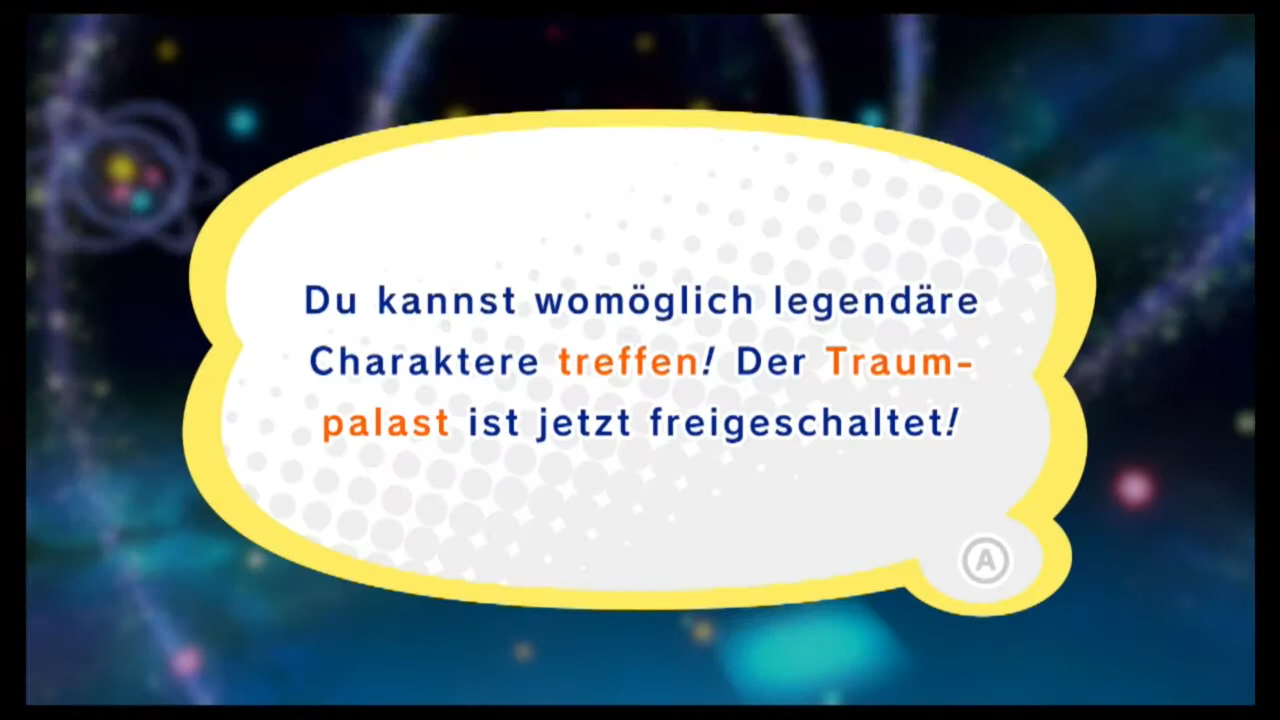 Du kannst womöglich legendäre
Charaktere treffen! Der Traum-
palast ist jetzt freigeschaltet!
A